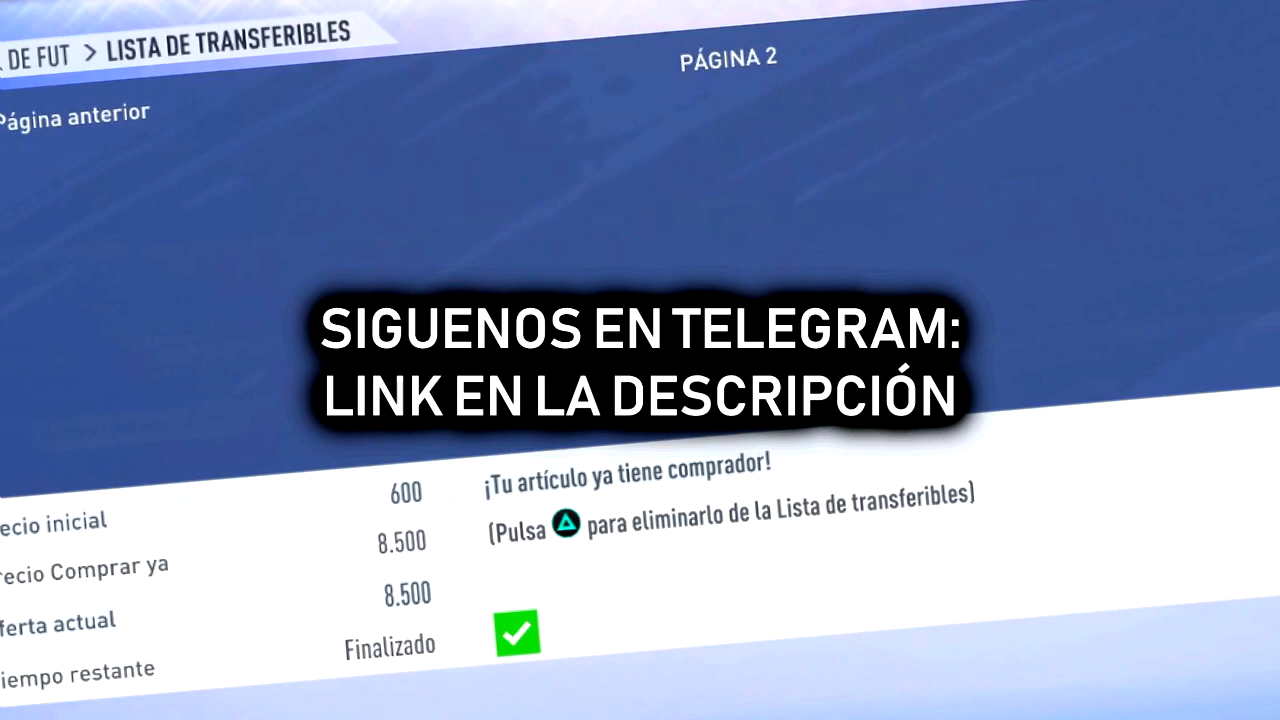 DE FUT > LISTA DE TRANSFERIBLES
PÁGINA 2
Página anterior
SIGUENOS EN TELEGRAM:
LINK EN LA DESCRIPCIÓN
ecio inicial 600
recio Comprar ya 8.500
ferta actual 8.500
iempo restante Finalizado
¡Tu artículo ya tiene comprador!
(Pulsa para eliminarlo de la Lista de transferibles)